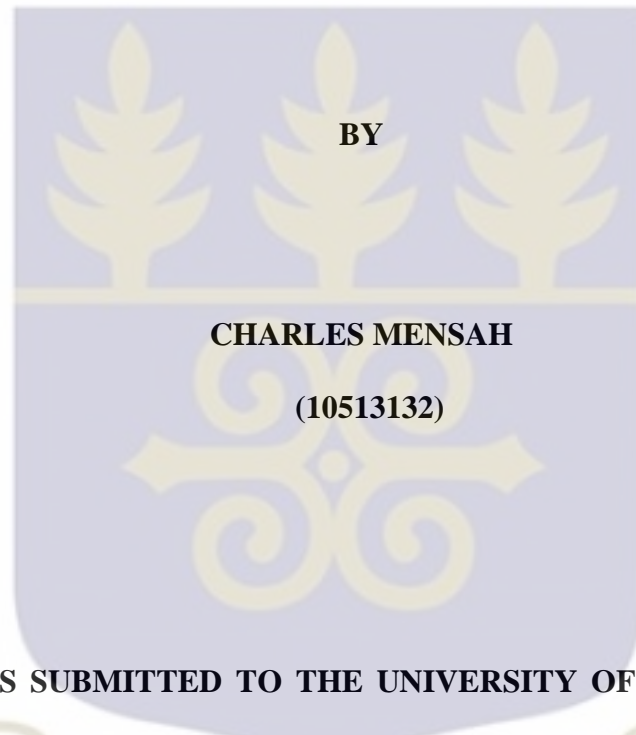 BY
CHARLES MENSAH
(10513132)
S SUBMITTED TO THE UNIVERSITY OF